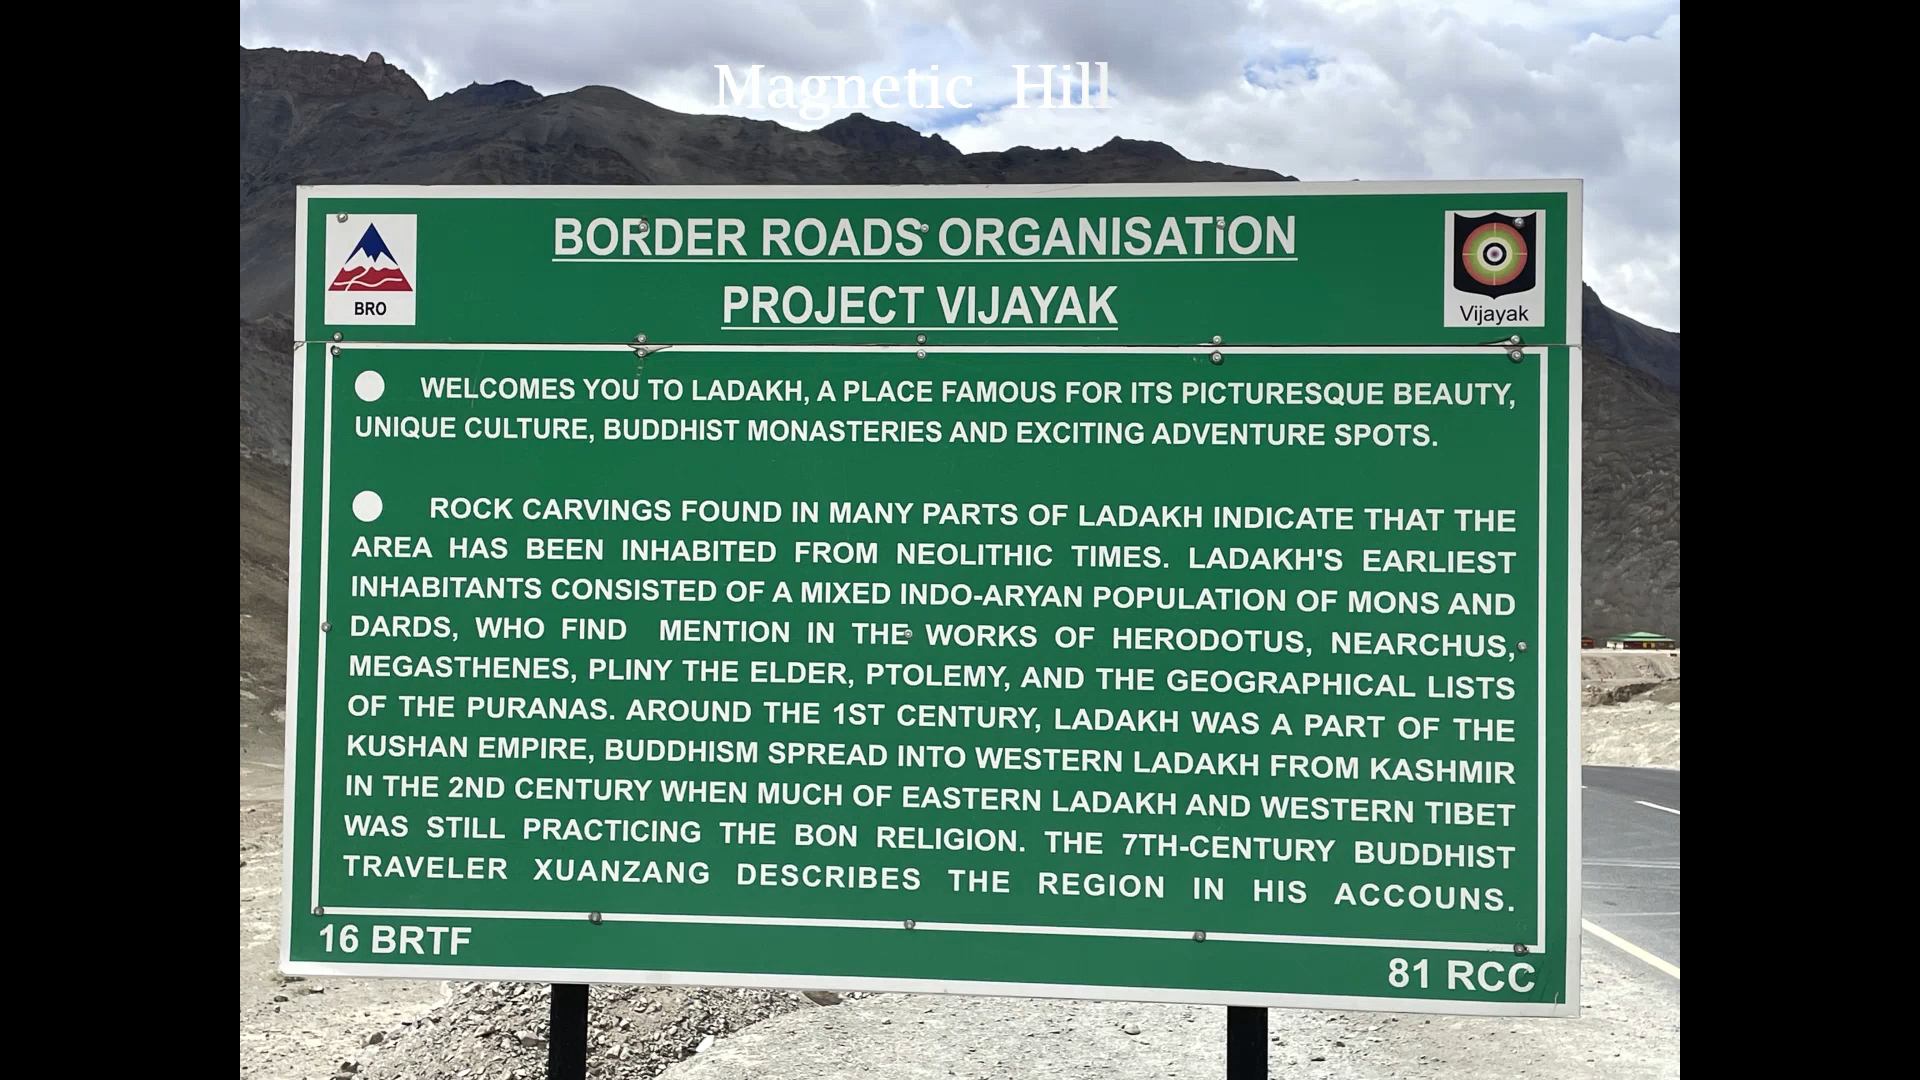 Magnetic Hill
BORDER ROADS ORGANISATION
PROJECT VIJAYAK
BRO
Vijayak
WELCOMES YOU TO LADAKH, A PLACE FAMOUS FOR ITS PICTURESQUE BEAUTY,
UNIQUE CULTURE, BUDDHIST MONASTERIES AND EXCITING ADVENTURE SPOTS.
ROCK CARVINGS FOUND IN MANY PARTS OF LADAKH INDICATE THAT THE
AREA HAS BEEN INHABITED FROM NEOLITHIC TIMES. LADAKH'S EARLIEST
INHABITANTS CONSISTED OF A MIXED INDO-ARYAN POPULATION OF MONS AND
DARDS, WHO FIND MENTION IN THE WORKS OF HERODOTUS, NEARCHUS,
MEGASTHENES, PLINY THE ELDER, PTOLEMY, AND THE GEOGRAPHICAL LISTS
OF THE PURANAS. AROUND THE 1ST CENTURY, LADAKH WAS A PART OF THE
KUSHAN EMPIRE, BUDDHISM SPREAD INTO WESTERN LADAKH FROM KASHMIR
IN THE 2ND CENTURY WHEN MUCH OF EASTERN LADAKH AND WESTERN TIBET
WAS STILL PRACTICING THE BON RELIGION. THE 7TH-CENTURY BUDDHIST
TRAVELER XUANZANG DESCRIBES THE REGION IN HIS ACCOUNS.
16 BRTF
81 RCC